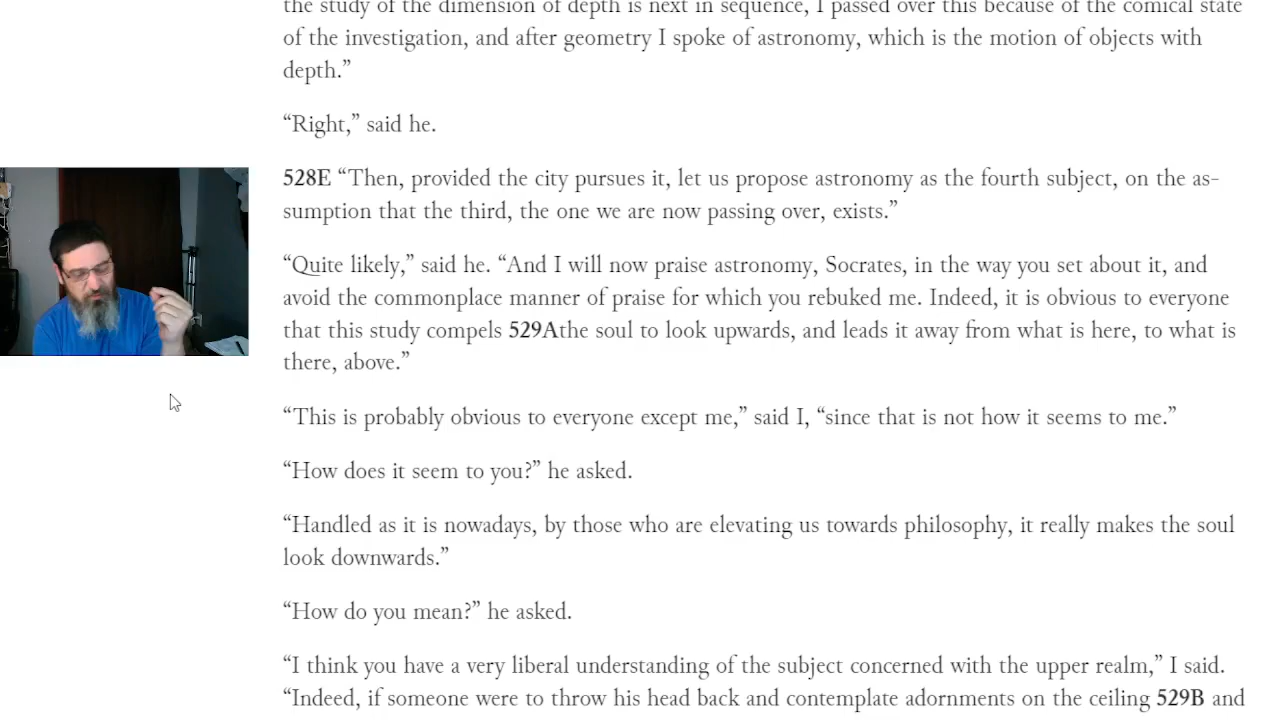 the study of the dimension of depth is next in sequence, I passed over this because of the comical state
of the investigation, and after geometry I spoke of astronomy, which is the motion of objects with
depth.”
“Right,” said he.
528E “Then, provided the city pursues it, let us propose astronomy as the fourth subject, on the as-
sumption that the third, the one we are now passing over, exists.”
“Quite likely,” said he. “And I will now praise astronomy, Socrates, in the way you set about it, and
avoid the commonplace manner of praise for which you rebuked me. Indeed, it is obvious to everyone
that this study compels 529Athe soul to look upwards, and leads it away from what is here, to what is
there, above.”
“This is probably obvious to everyone except me,” said I, “since that is not how it seems to me.”
“How does it seem to you?” he asked.
“Handled as it is nowadays, by those who are elevating us towards philosophy, it really makes the soul
look downwards.”
“How do you mean?” he asked.
“I think you have a very liberal understanding of the subject concerned with the upper realm,” I said.
“Indeed, if someone were to throw his head back and contemplate adornments on the ceiling 529B and